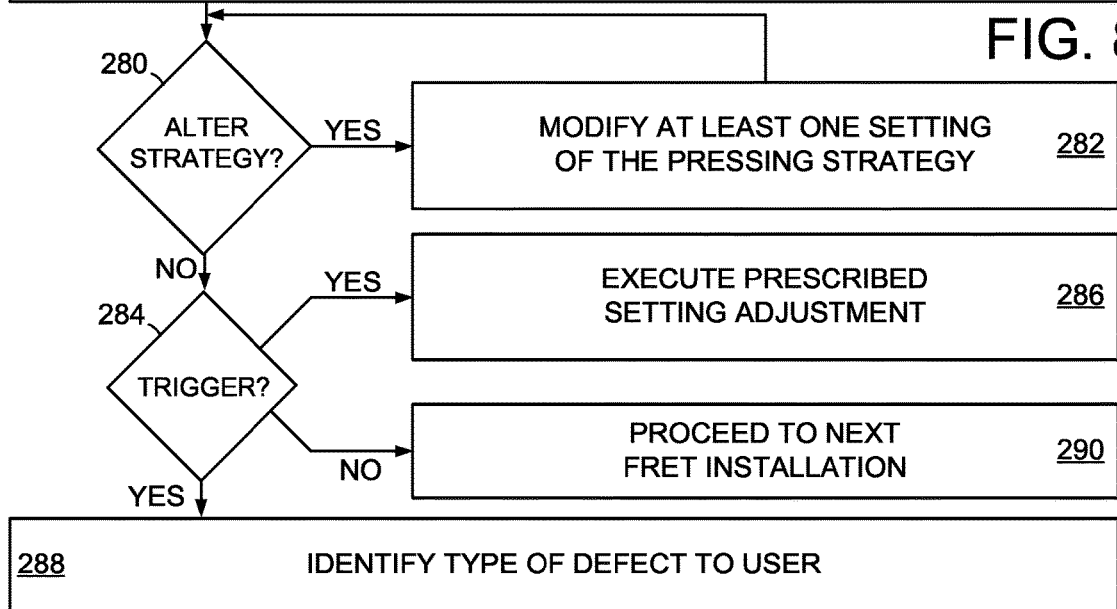 FIG. 8
280
ALTER
STRATEGY?
YES
MODIFY AT LEAST ONE SETTING
OF THE PRESSING STRATEGY
282
NO
YES
EXECUTE PRESCRIBED
SETTING ADJUSTMENT
286
284
TRIGGER?
PROCEED TO NEXT
FRET INSTALLATION
290
NO
YES
288
IDENTIFY TYPE OF DEFECT TO USER